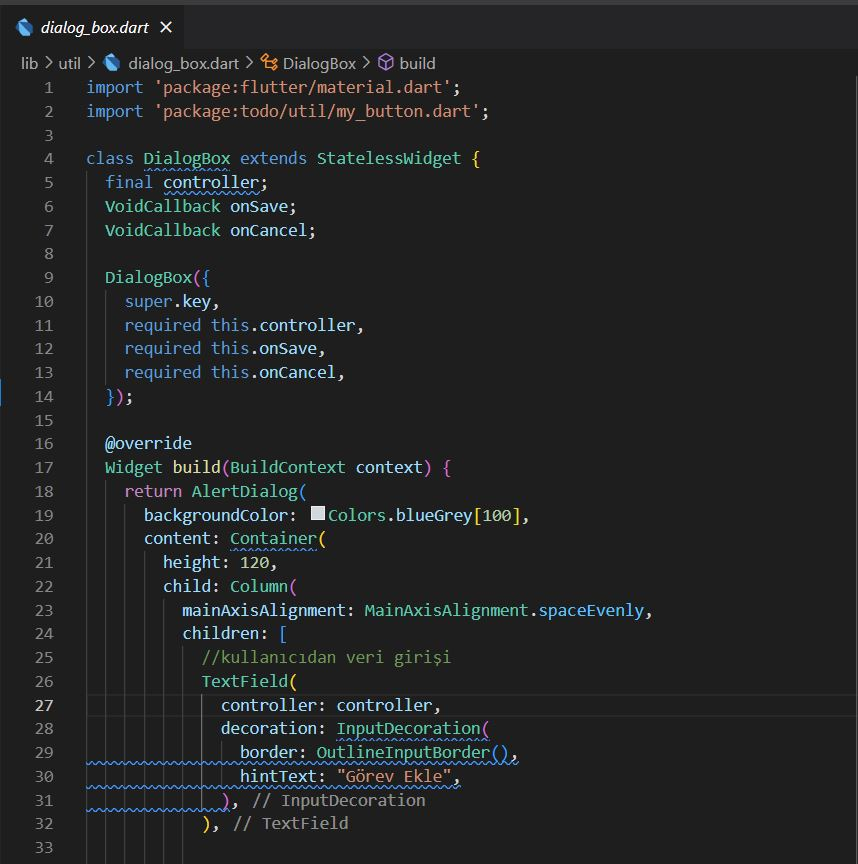 dialog_box.dart ×
lib > util > dialog_box.dart > DialogBox > build
1 import 'package:flutter/material.dart';
2 import 'package:todo/util/my_button.dart';
3
4 class DialogBox extends StatelessWidget {
5   final controller;
6   VoidCallback onSave;
7   VoidCallback onCancel;
8
9   DialogBox({
10     super.key,
11     required this.controller,
12     required this.onSave,
13     required this.onCancel,
14   });
15
16   @override
17   Widget build(BuildContext context) {
18     return AlertDialog(
19       backgroundColor: Colors.blueGrey[100],
20       content: Container(
21         height: 120,
22         child: Column(
23           mainAxisAlignment: MainAxisAlignment.spaceEvenly,
24           children: [
25             //kullanıcıdan veri girişi
26             TextField(
27               controller: controller,
28               decoration: InputDecoration(
29                 border: OutlineInputBorder(),
30                 hintText: "Görev Ekle",
31               ), // InputDecoration
32             ), // TextField
33